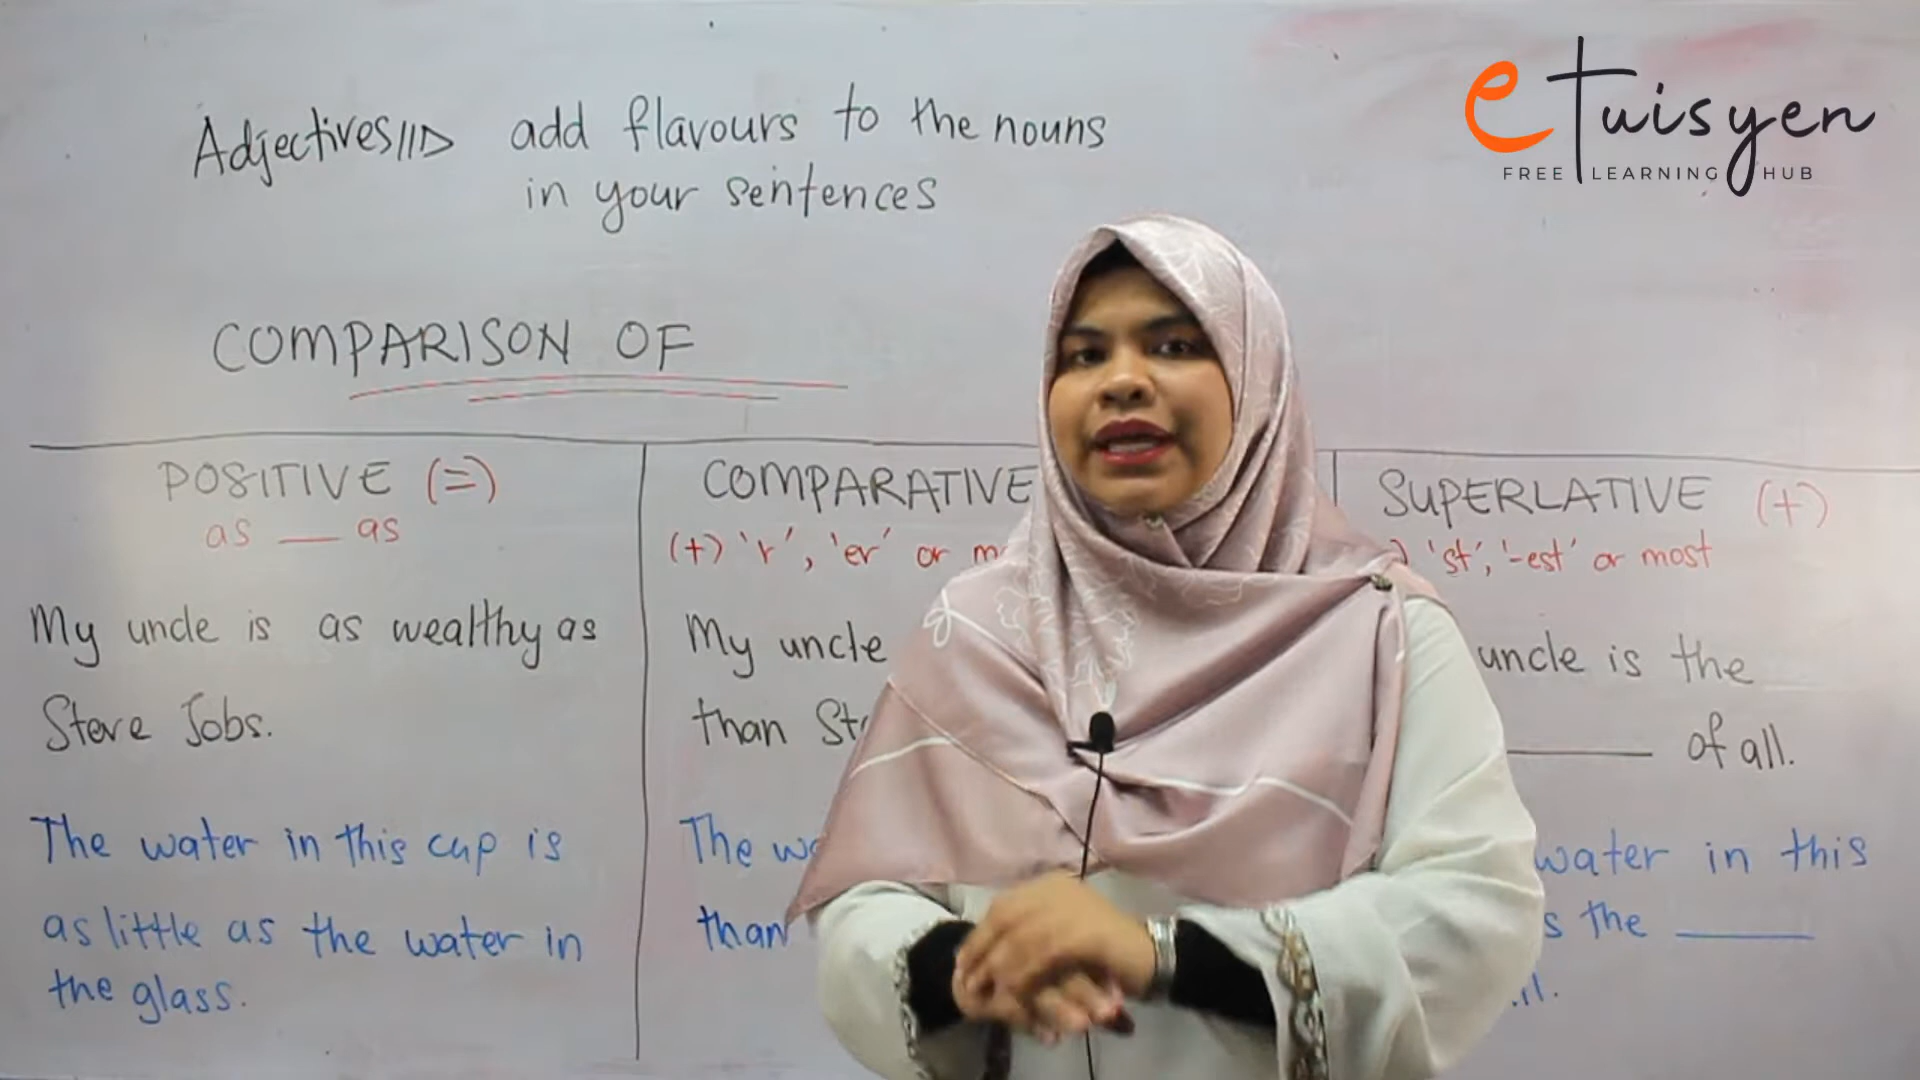 eTuisyen
FREE LEARNING HUB
Adjectives add flavours to the nouns
in your sentences
COMPARISON OF
POSITIVE (=)
as __ as
My uncle is as wealthy as
Steve Jobs.
The water in this cup is
as little as the water in
the glass.
COMPARATIVE
(+) 'r', 'er' or
My uncle
than
The
than
SUPERLATIVE (+)
'st', '-est' or most
uncle is the
______ of all.
water in this
the ______